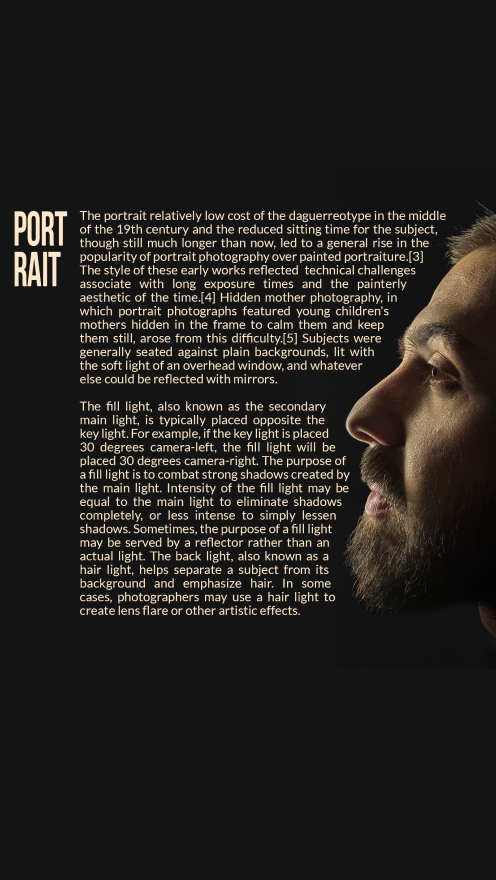 PORT
RAIT
The portrait relatively low cost of the daguerreotype in the middle
of the 19th century and the reduced sitting time for the subject,
though still much longer than now, led to a general rise in the
popularity of portrait photography over painted portraiture.[3]
The style of these early works reflected technical challenges
associate with long exposure times and the painterly
aesthetic of the time.[4] Hidden mother photography, in
which portrait photographs featured young children's
mothers hidden in the frame to calm them and keep
them still, arose from this difficulty.[5] Subjects were
generally seated against plain backgrounds, lit with
the soft light of an overhead window, and whatever
else could be reflected with mirrors.
The fill light, also known as the secondary
main light, is typically placed opposite the
key light. For example, if the key light is placed
30 degrees camera-left, the fill light will be
placed 30 degrees camera-right. The purpose of
a fill light is to combat strong shadows created by
the main light. Intensity of the fill light may be
equal to the main light to eliminate shadows
completely, or less intense to simply lessen
shadows. Sometimes, the purpose of a fill light
may be served by a reflector rather than an
actual light. The back light, also known as a
hair light, helps separate a subject from its
background and emphasize hair. In some
cases, photographers may use a hair light to
create lens flare or other artistic effects.